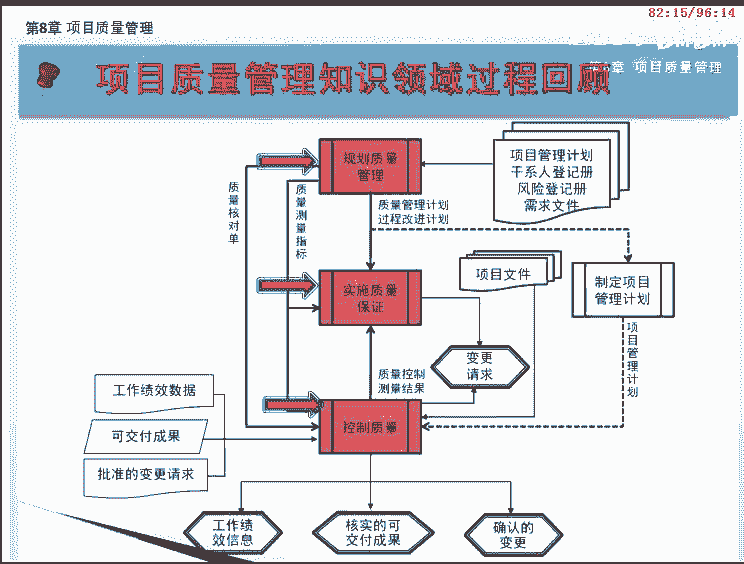 82:15/96:14
第8章 项目质量管理
章 项目质量管理
项目质量管理知识领域过程回顾
规划质量
管理
项目管理计划
干系人登记册
风险登记册
需求文件
质量核对单
质量测量指标
质量管理计划
过程改进计划
实施质量
保证
项目文件
制定项目
管理计划
变更
请求
项目管理计划
质量控制
测量结果
工作绩效数据
可交付成果
批准的变更请求
控制质量
工作绩
效信息
核实的可
交付成果
确认的
变更